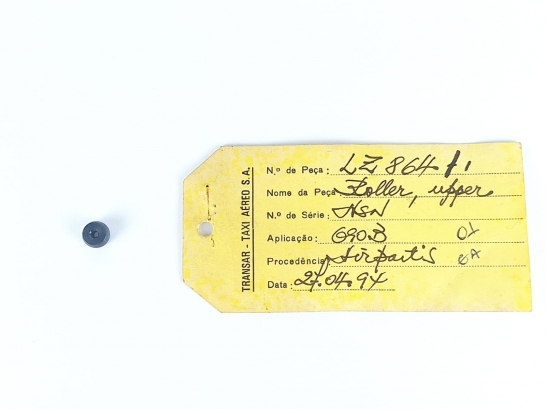 TRANSAR - TAXI AÉREO S.A.
N.º de Peça: LZ 864
Nome da Peça Roller, upper
N.º de Série: NSN
Aplicação: 690B 01
Procedência: Airparts EA
Data: 27.04.94